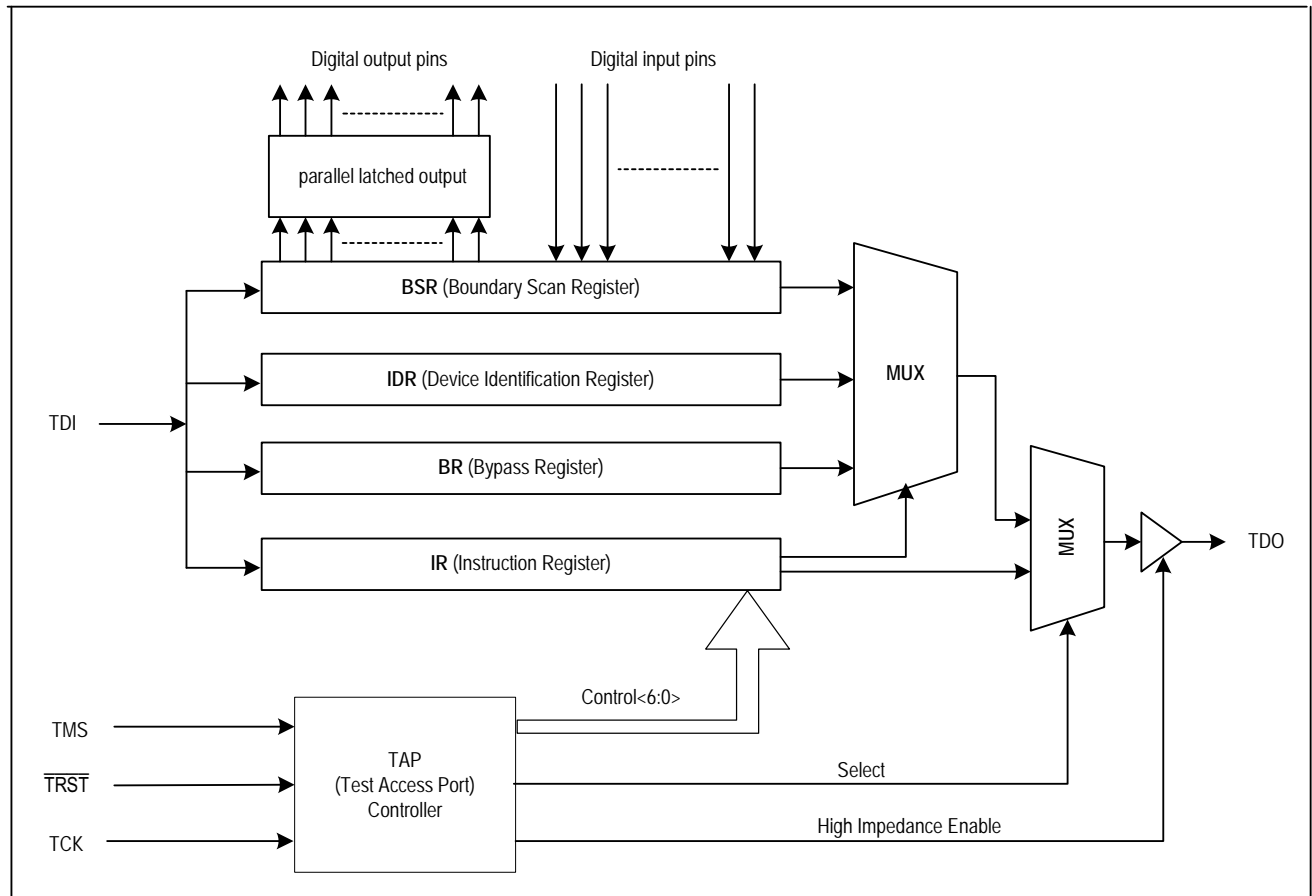 Digital output pins
Digital input pins
parallel latched output
BSR (Boundary Scan Register)
IDR (Device Identification Register)
MUX
TDI
BR (Bypass Register)
MUX
TDO
IR (Instruction Register)
Control<6:0>
TMS
TAP
(Test Access Port)
Controller
T̅R̅S̅T̅
Select
TCK
High Impedance Enable